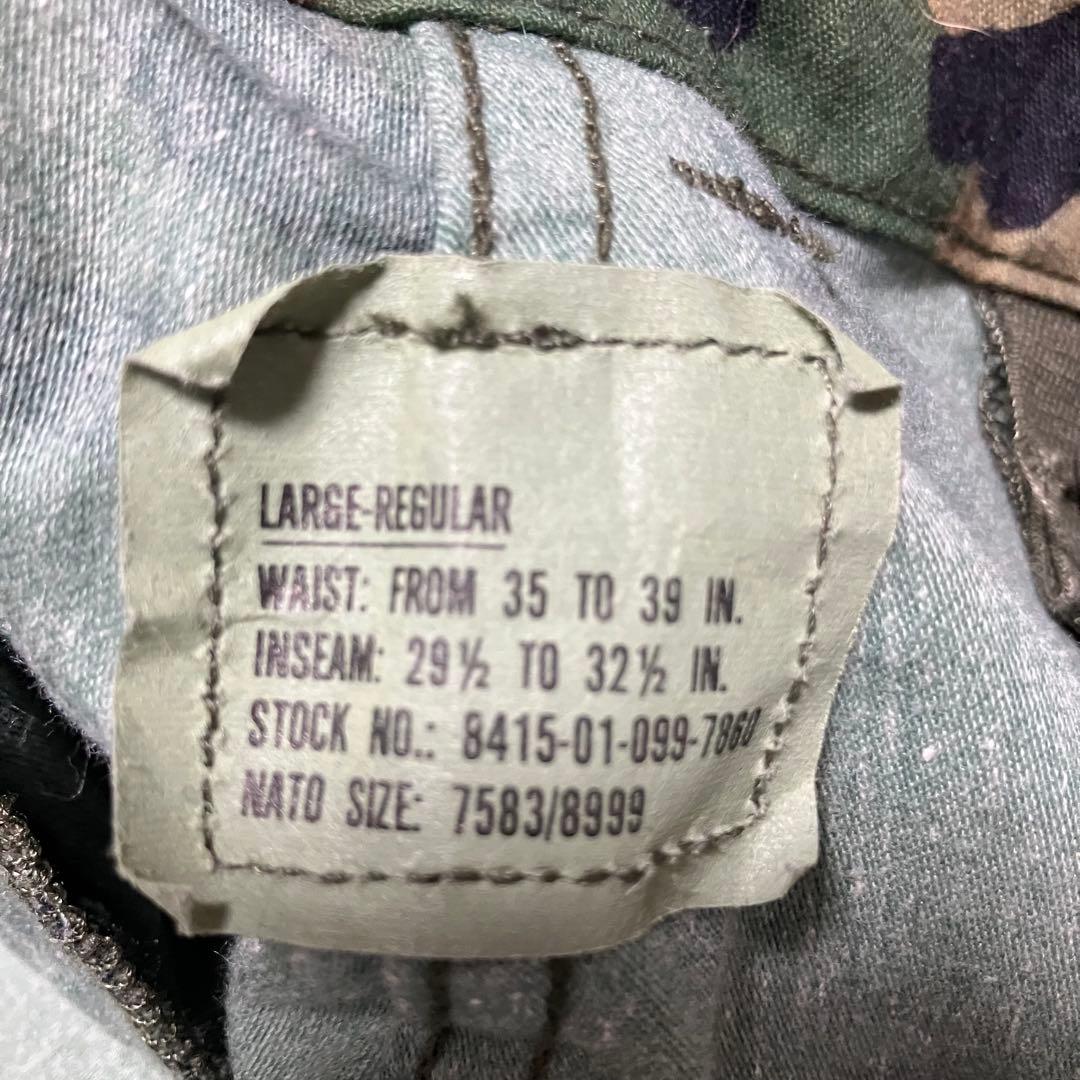 LARGE-REGULAR
WAIST: FROM 35 TO 39 IN.
INSEAM: 29½ TO 32½ IN.
STOCK NO.: 8415-01-099-7860
NATO SIZE: 7583/8999